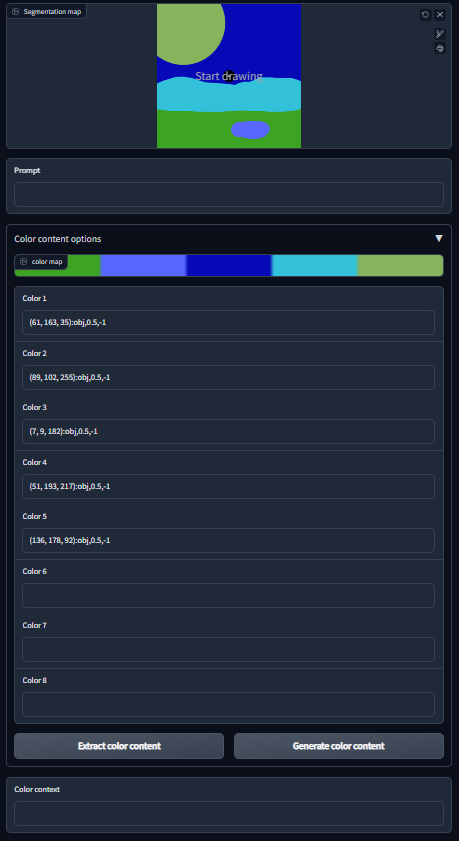 Segmentation map
Start drawing
Prompt
Color content options
▼
color map
Color 1
(61, 163, 35):obj,0.5,-1
Color 2
(89, 102, 255):obj,0.5,-1
Color 3
(7, 9, 182):obj,0.5,-1
Color 4
(51, 193, 217):obj,0.5,-1
Color 5
(136, 178, 92):obj,0.5,-1
Color 6
Color 7
Color 8
Extract color content
Generate color content
Color context